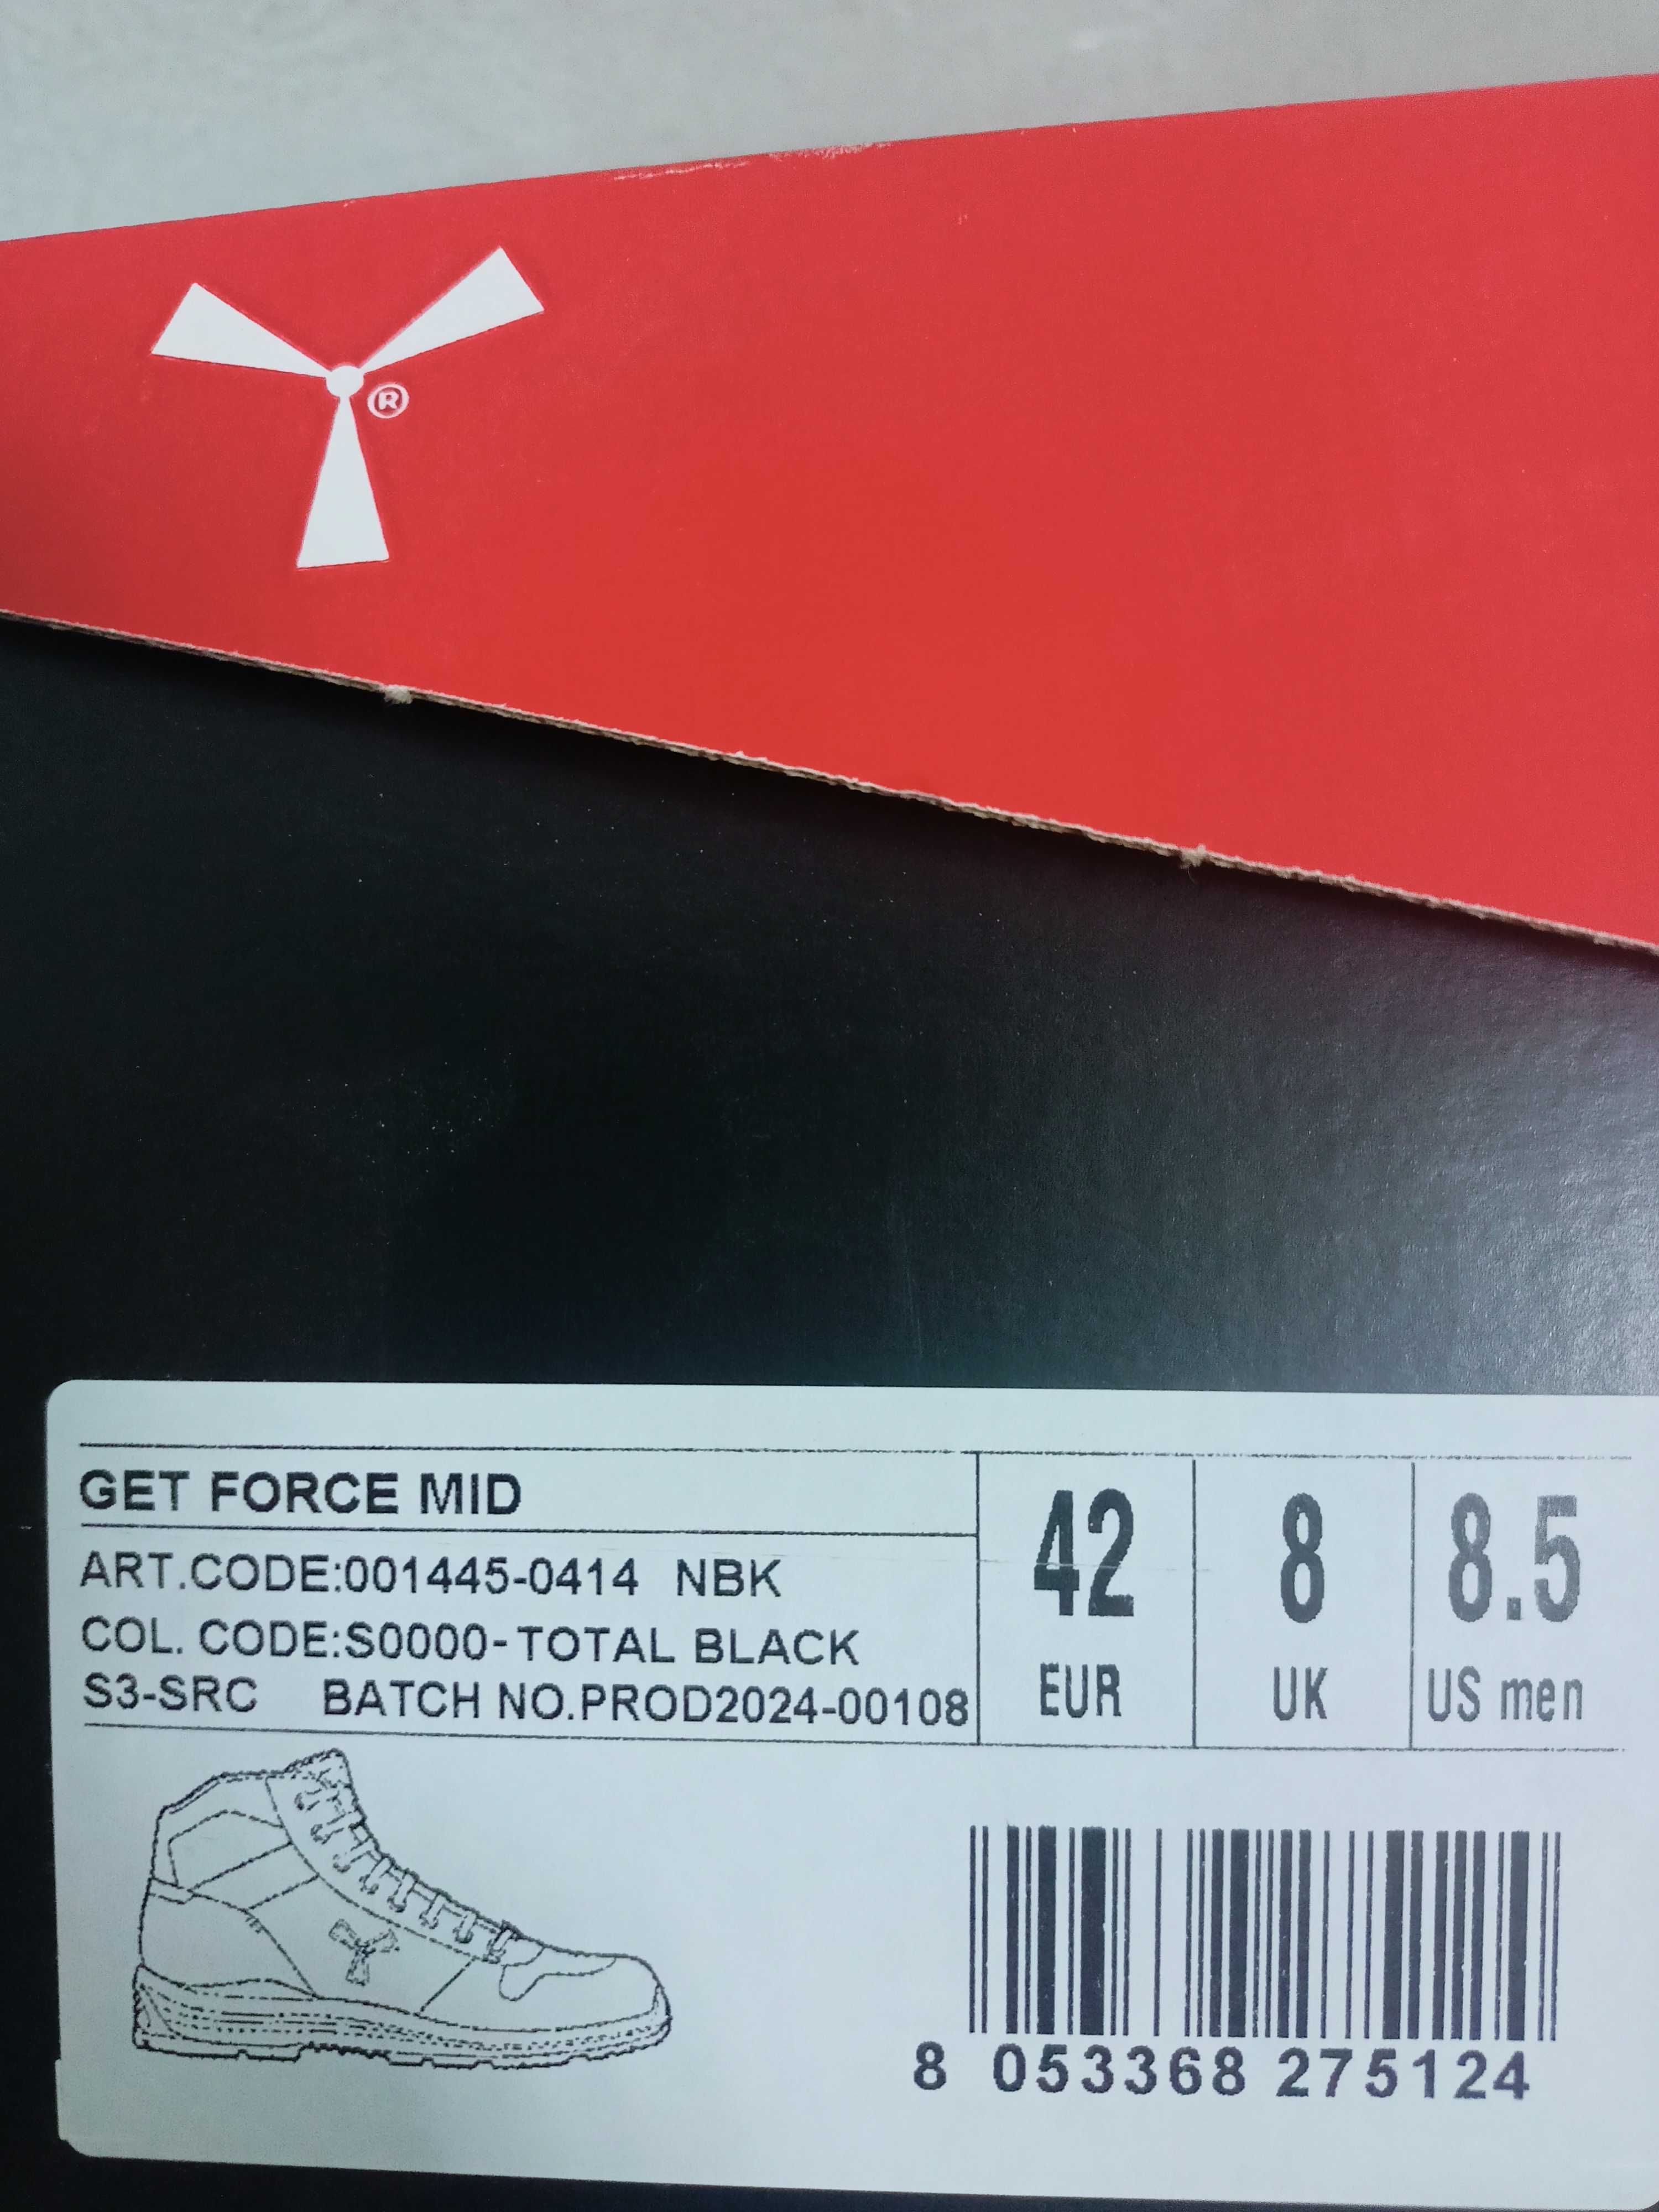 ®
GET FORCE MID
ART.CODE:001445-0414 NBK
COL. CODE:S0000-TOTAL BLACK
S3-SRC BATCH NO.PROD2024-00108
42 8 8.5
EUR UK US men
8 053368 275124